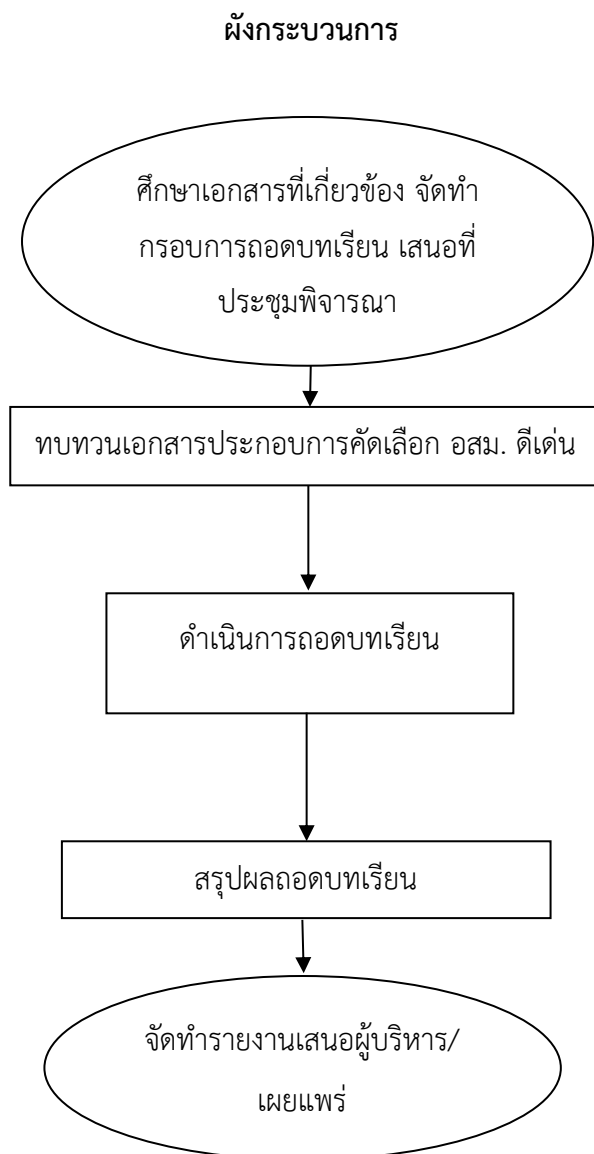 ผังกระบวนการ
ศึกษาเอกสารที่เกี่ยวข้อง จัดทำ
กรอบการถอดบทเรียน เสนอที่
ประชุมพิจารณา
ทบทวนเอกสารประกอบการคัดเลือก อสม. ดีเด่น
ดำเนินการถอดบทเรียน
สรุปผลถอดบทเรียน
จัดทำรายงานเสนอผู้บริหาร/
เผยแพร่